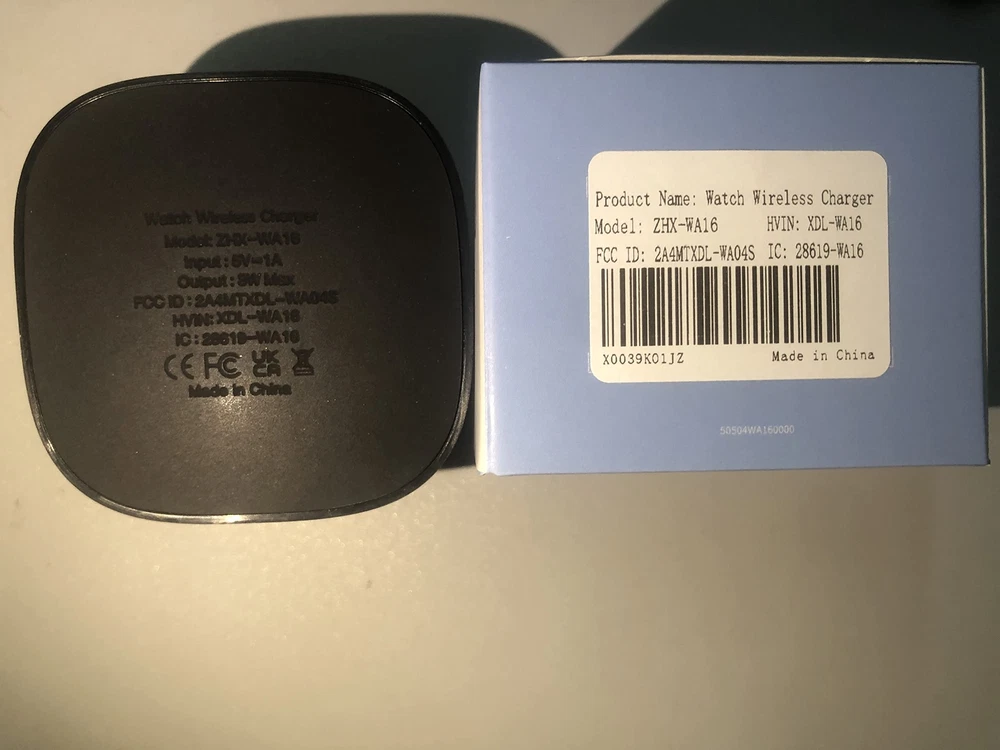 Watch Wireless Charger
Model: ZHX-WA16
Input : 5V⎓1A
Output : 3W Max
FCC ID : 2A4MTXDL-WA04S
HVIN: XDL-WA16
IC : 28619-WA16
CE FC UK CA
Made in China
Product Name: Watch Wireless Charger
Model: ZHX-WA16 HVIN: XDL-WA16
FCC ID: 2A4MTXDL-WA04S IC: 28619-WA16
X0039K01JZ Made in China
50504WA160000